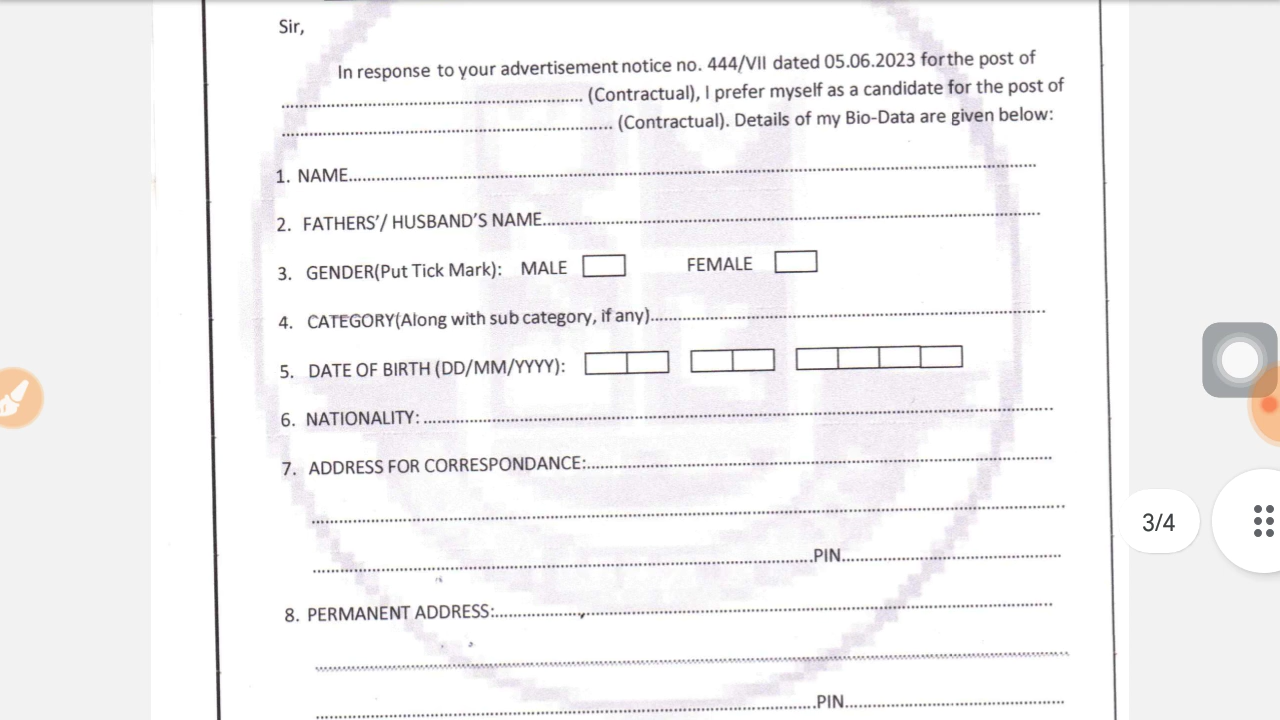 Sir,
In response to your advertisement notice no. 444/VII dated 05.06.2023 forthe post of
............................................................ (Contractual), I prefer myself as a candidate for the post of
.................................................................. (Contractual). Details of my Bio-Data are given below:
1. NAME..........................................................................................
2. FATHERS'/ HUSBAND'S NAME..........................................................................................
3. GENDER(Put Tick Mark): MALE FEMALE
4. CATEGORY(Along with sub category, if any)..........................................................................................
5. DATE OF BIRTH (DD/MM/YYYY):
6. NATIONALITY: ..........................................................................................
7. ADDRESS FOR CORRESPONDANCE:..........................................................................................
..........................................................................................
3/4
..........................................................................................PIN............................................
8. PERMANENT ADDRESS:..........................................................................................
..........................................................................................
..........................................................................................PIN............................................